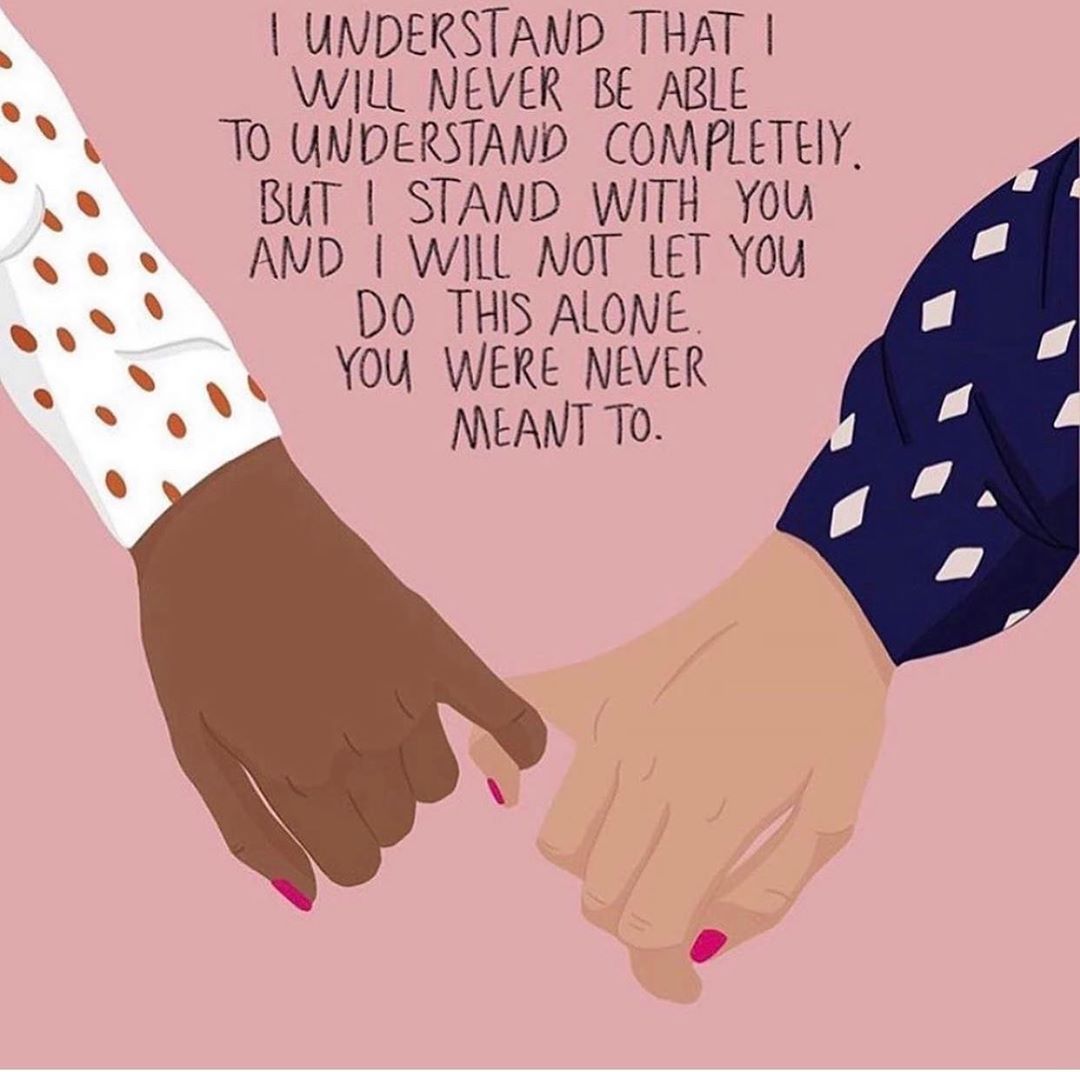 I UNDERSTAND THAT I
WILL NEVER BE ABLE
TO UNDERSTAND COMPLETElY.
BUT I STAND WITH YOU
AND I WILL NOT LET YOU
DO THIS ALONE.
YOU WERE NEVER
MEANT TO.